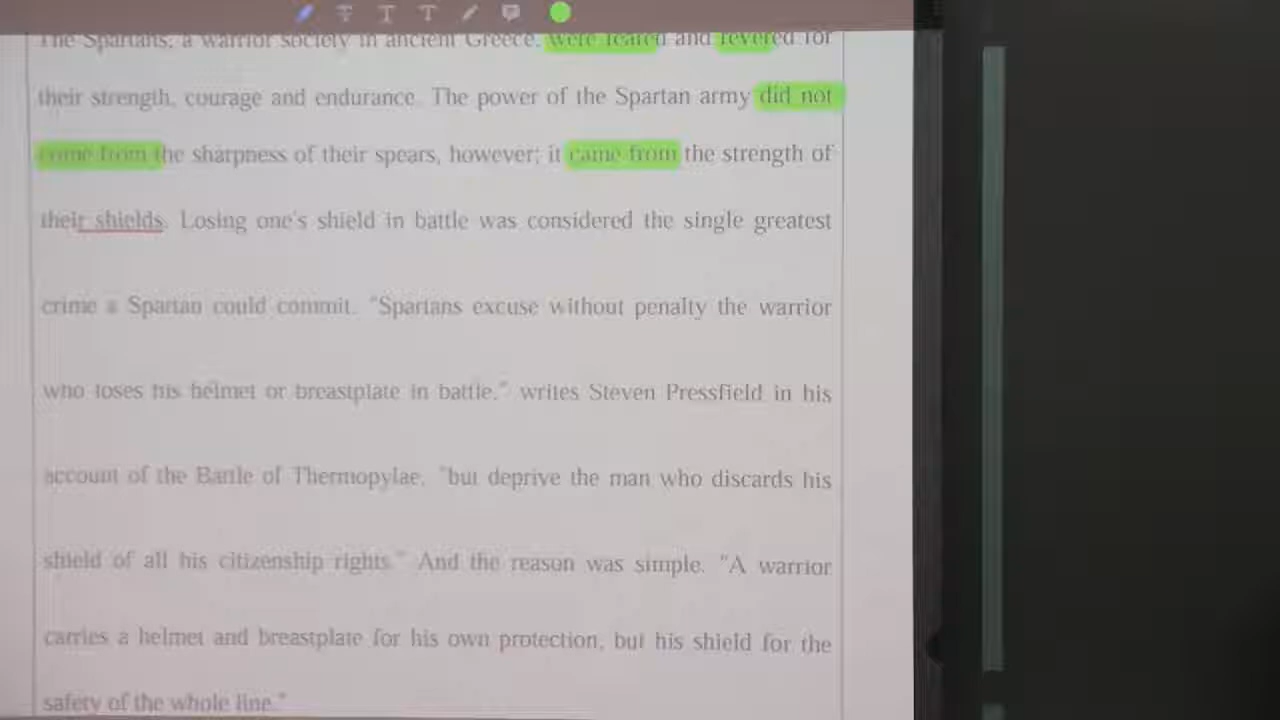 The Spartans, a warrior society in ancient Greece, were feared and revered for
their strength, courage and endurance. The power of the Spartan army did not
come from the sharpness of their spears, however; it came from the strength of
their shields. Losing one's shield in battle was considered the single greatest
crime a Spartan could commit. "Spartans excuse without penalty the warrior
who loses his helmet or breastplate in battle," writes Steven Pressfield in his
account of the Battle of Thermopylae, "but deprive the man who discards his
shield of all his citizenship rights." And the reason was simple. "A warrior
carries a helmet and breastplate for his own protection, but his shield for the
safety of the whole line."